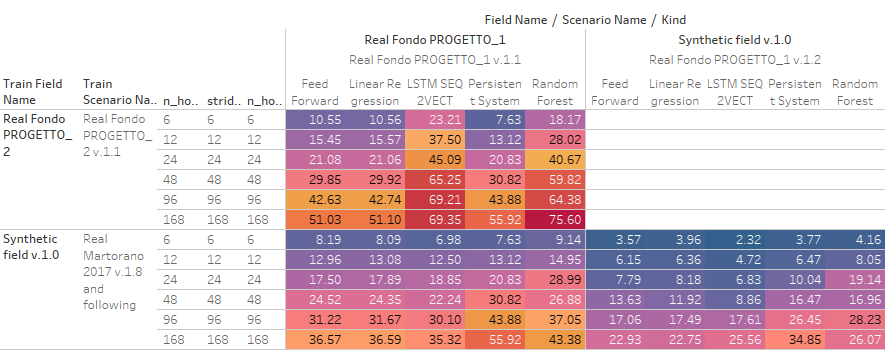 Field Name / Scenario Name / Kind
Real Fondo PROGETTO_1 Synthetic field v.1.0
Real Fondo PROGETTO_1 v.1.1 Real Fondo PROGETTO_1 v.1.2
Train Field Train Feed Linear Re LSTM SEQ Persisten Random Feed Linear Re LSTM SEQ Persisten Random
Name Scenario Na.. n_ho.. strid.. n_ho.. Forward gression 2VECT t System Forest Forward gression 2VECT t System Forest
Real Fondo Real Fondo 6 6 6 10.55 10.56 23.21 7.63 18.17
PROGETTO_ PROGETTO_ 12 12 12 15.45 15.57 37.50 13.12 28.02
2 2 v.1.1 24 24 24 21.08 21.06 45.09 20.83 40.67
48 48 48 29.85 29.92 65.25 30.82 59.82
96 96 96 42.63 42.74 69.21 43.88 64.38
168 168 168 51.03 51.10 69.35 55.92 75.60
Synthetic Real 6 6 6 8.19 8.09 6.98 7.63 9.14 3.57 3.96 2.32 3.77 4.16
field v.1.0 Martorano 12 12 12 12.96 13.08 12.50 13.12 14.95 6.15 6.36 4.72 6.47 8.05
2017 v.1.8 24 24 24 17.50 17.89 18.85 20.83 28.99 7.79 8.18 6.83 10.04 19.14
and 48 48 48 24.52 24.35 22.24 30.82 26.88 13.63 11.92 8.86 16.47 16.96
following 96 96 96 31.22 31.67 30.10 43.88 37.05 17.06 17.49 17.61 26.45 28.23
168 168 168 36.57 36.59 35.32 55.92 43.38 22.93 22.75 25.56 34.85 26.07